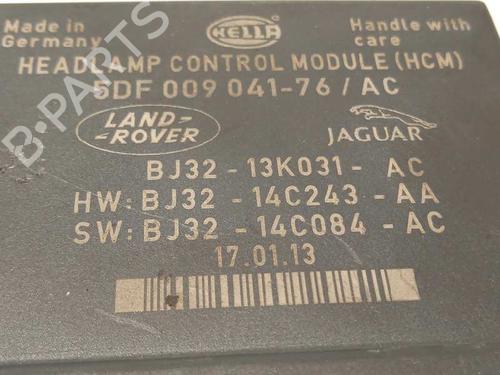 Made in Germany
HELLA
Handle with care
HEADLAMP CONTROL MODULE (HCM)
5DF 009 041-76 / AC
LAND-ROVER
JAGUAR
BJ32 - 13K031 - AC
HW: BJ32 - 14C243 - AA
SW: BJ32 - 14C084 - AC
17.01.13
B-PARTS